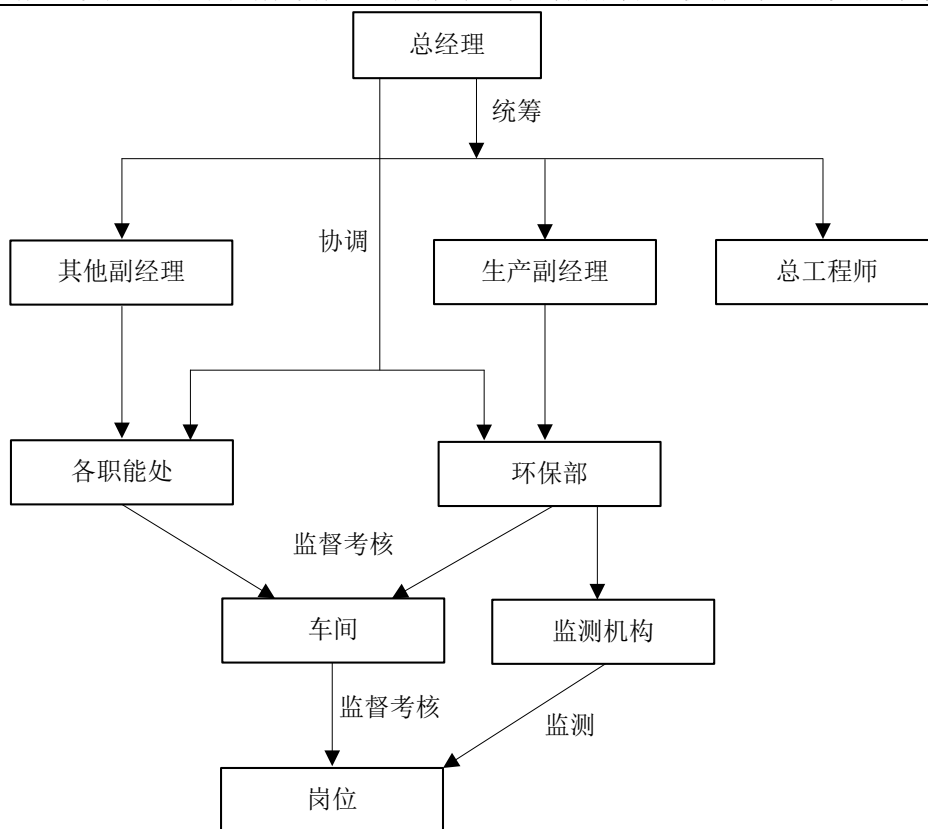 总经理
统筹
协调
其他副经理
生产副经理
总工程师
各职能处
环保部
监督考核
车间
监测机构
监督考核
监测
岗位